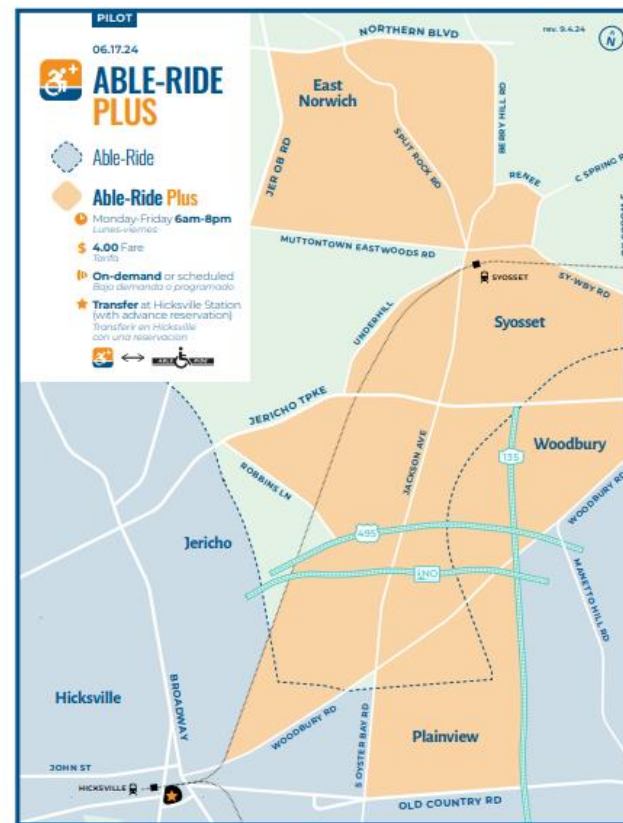 PILOT
06.17.24
ABLE-RIDE
PLUS
Able-Ride
Able-Ride Plus
Monday-Friday 6am-8pm
Lunes-viernes
$ 4.00 Fare
Tarifa
On-demand or scheduled
Bajo demanda o programado
Transfer at Hicksville Station
(with advance reservation)
Transferir en Hicksville
con una reservacion
ABLE RIDE
rev. 9.4.24
N
NORTHERN BLVD
East
Norwich
JER OB RD
SPLIT ROCK RD
BERRY HILL RD
RENEE
C SPRING R
MUTTONTOWN EASTWOODS RD
SYOSSET
SY-WBY RD
UNDERHILL
Syosset
JERICHO TPKE
JACKSON AVE
135
Woodbury
ROBBINS LN
WOODBURY RD
495
Jericho
MANETTO HILL RD
BROADWAY
Hicksville
WOODBURY RD
S OYSTER BAY RD
Plainview
JOHN ST
HICKSVILLE
OLD COUNTRY RD